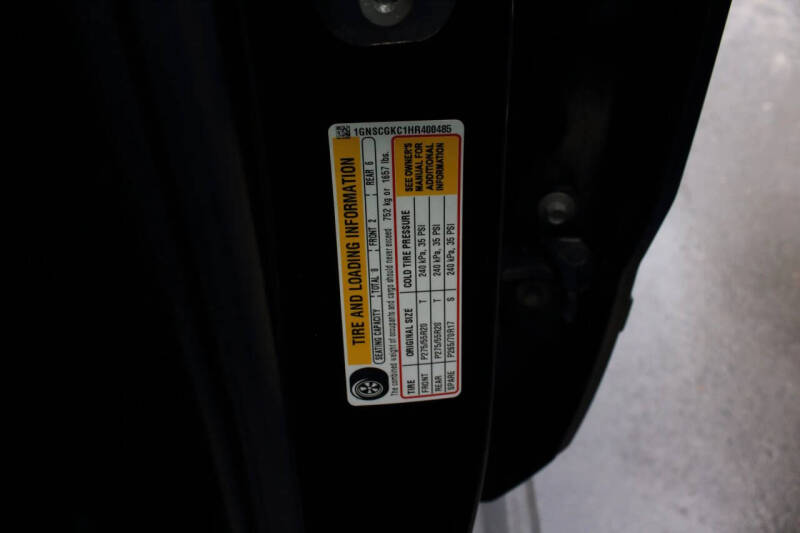 1GNSCGKC1HR400485
TIRE AND LOADING INFORMATION
SEATING CAPACITY TOTAL 8 FRONT 2 REAR 6
The combined weight of occupants and cargo should never exceed 752 kg or 1657 lbs.
TIRE ORIGINAL SIZE COLD TIRE PRESSURE
FRONT P275/55R20 T 240 kPa, 35 PSI
REAR P275/55R20 T 240 kPa, 35 PSI
SPARE P265/70R17 S 240 kPa, 35 PSI
SEE OWNER'S
MANUAL FOR
ADDITIONAL
INFORMATION